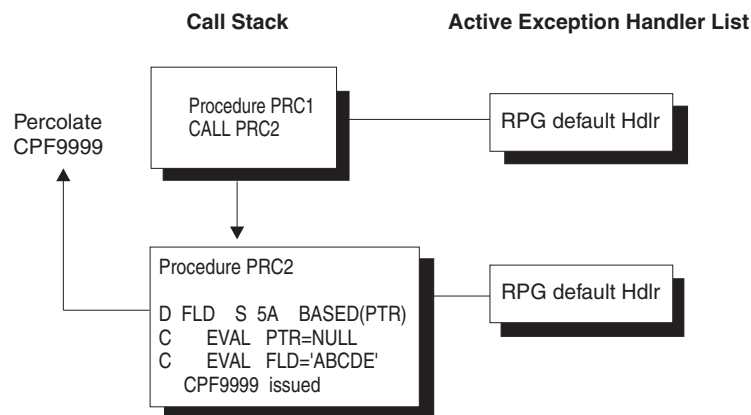 Call Stack
Active Exception Handler List
Procedure PRC1
CALL PRC2
RPG default Hdlr
Percolate
CPF9999
Procedure PRC2
D FLD S 5A BASED(PTR)
C EVAL PTR=NULL
C EVAL FLD='ABCDE'
CPF9999 issued
RPG default Hdlr